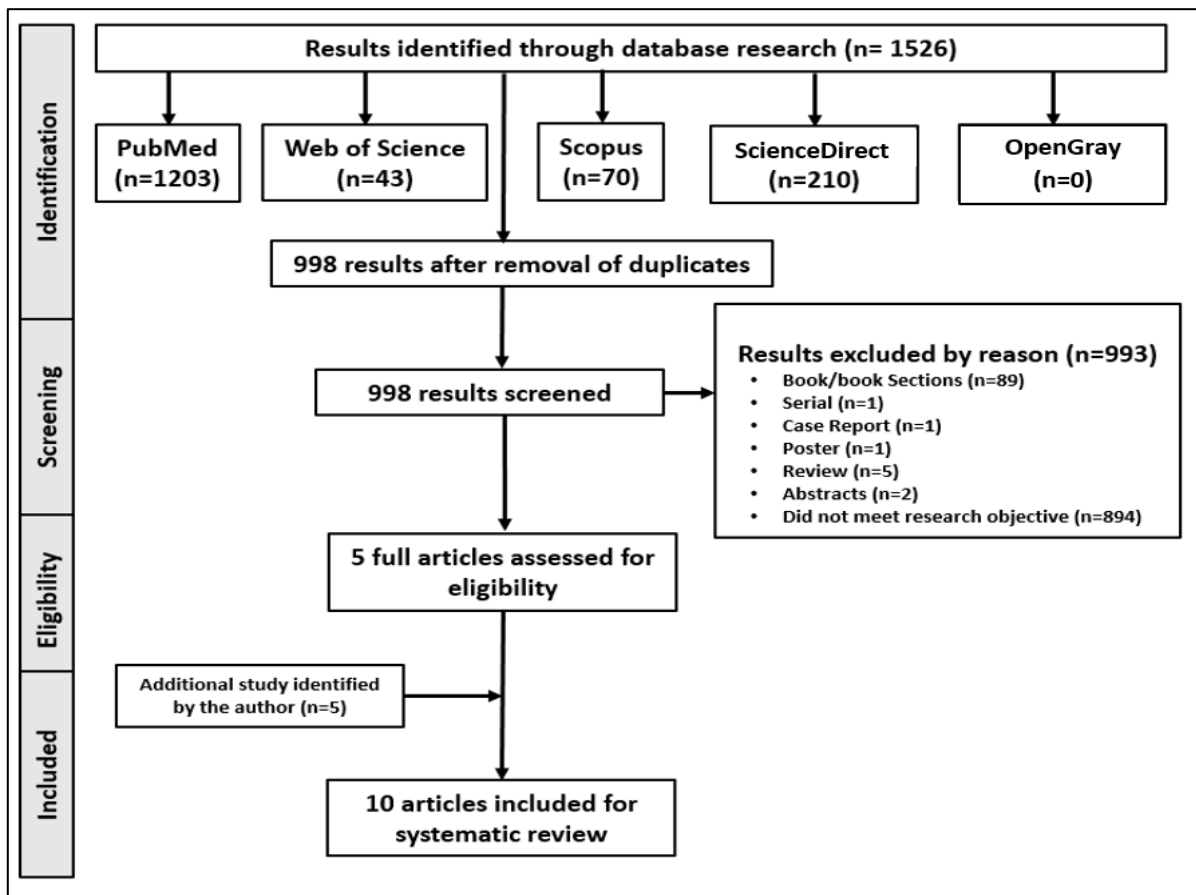 Results identified through database research (n= 1526)
PubMed
(n=1203)
Web of Science
(n=43)
Scopus
(n=70)
ScienceDirect
(n=210)
OpenGray
(n=0)
Identification
998 results after removal of duplicates
Screening
998 results screened
Results excluded by reason (n=993)
• Book/book Sections (n=89)
• Serial (n=1)
• Case Report (n=1)
• Poster (n=1)
• Review (n=5)
• Abstracts (n=2)
• Did not meet research objective (n=894)
Eligibility
5 full articles assessed for
eligibility
Included
Additional study identified
by the author (n=5)
10 articles included for
systematic review